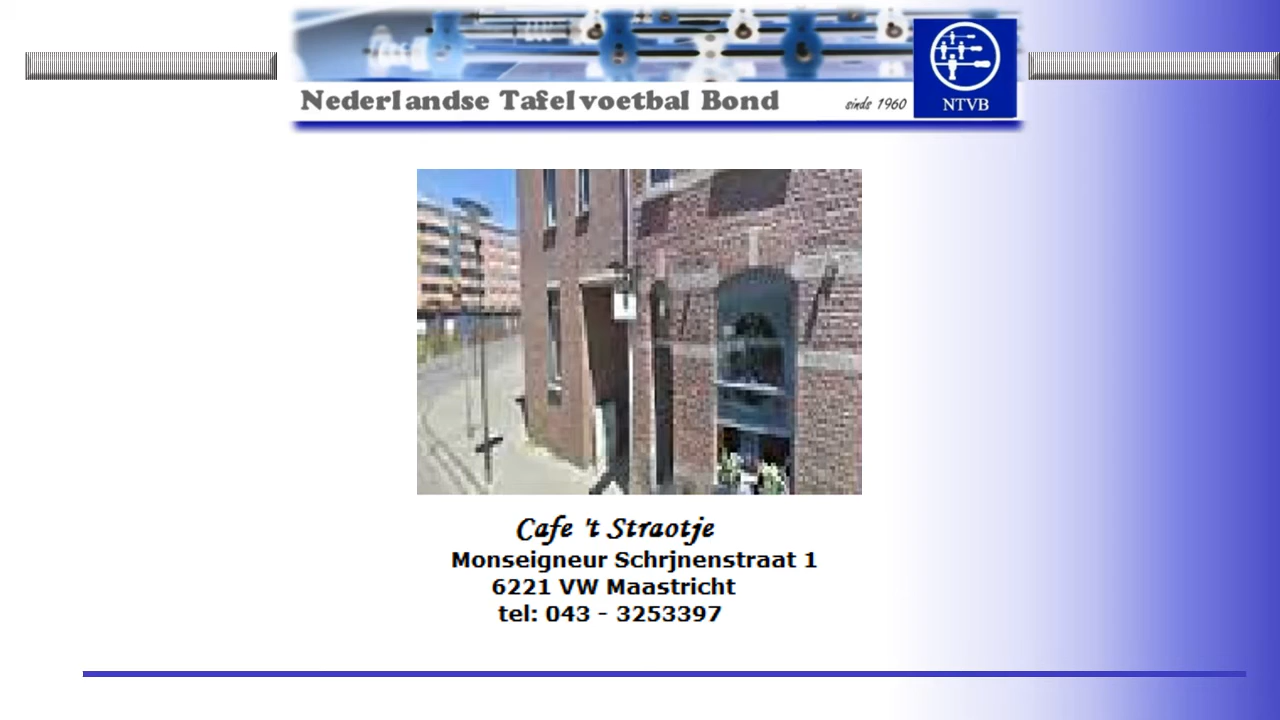 Nederlandse Tafelvoetbal Bond
sinds 1960
NTVB
Cafe 't Straotje
Monseigneur Schrjnenstraat 1
6221 VW Maastricht
tel: 043 - 3253397